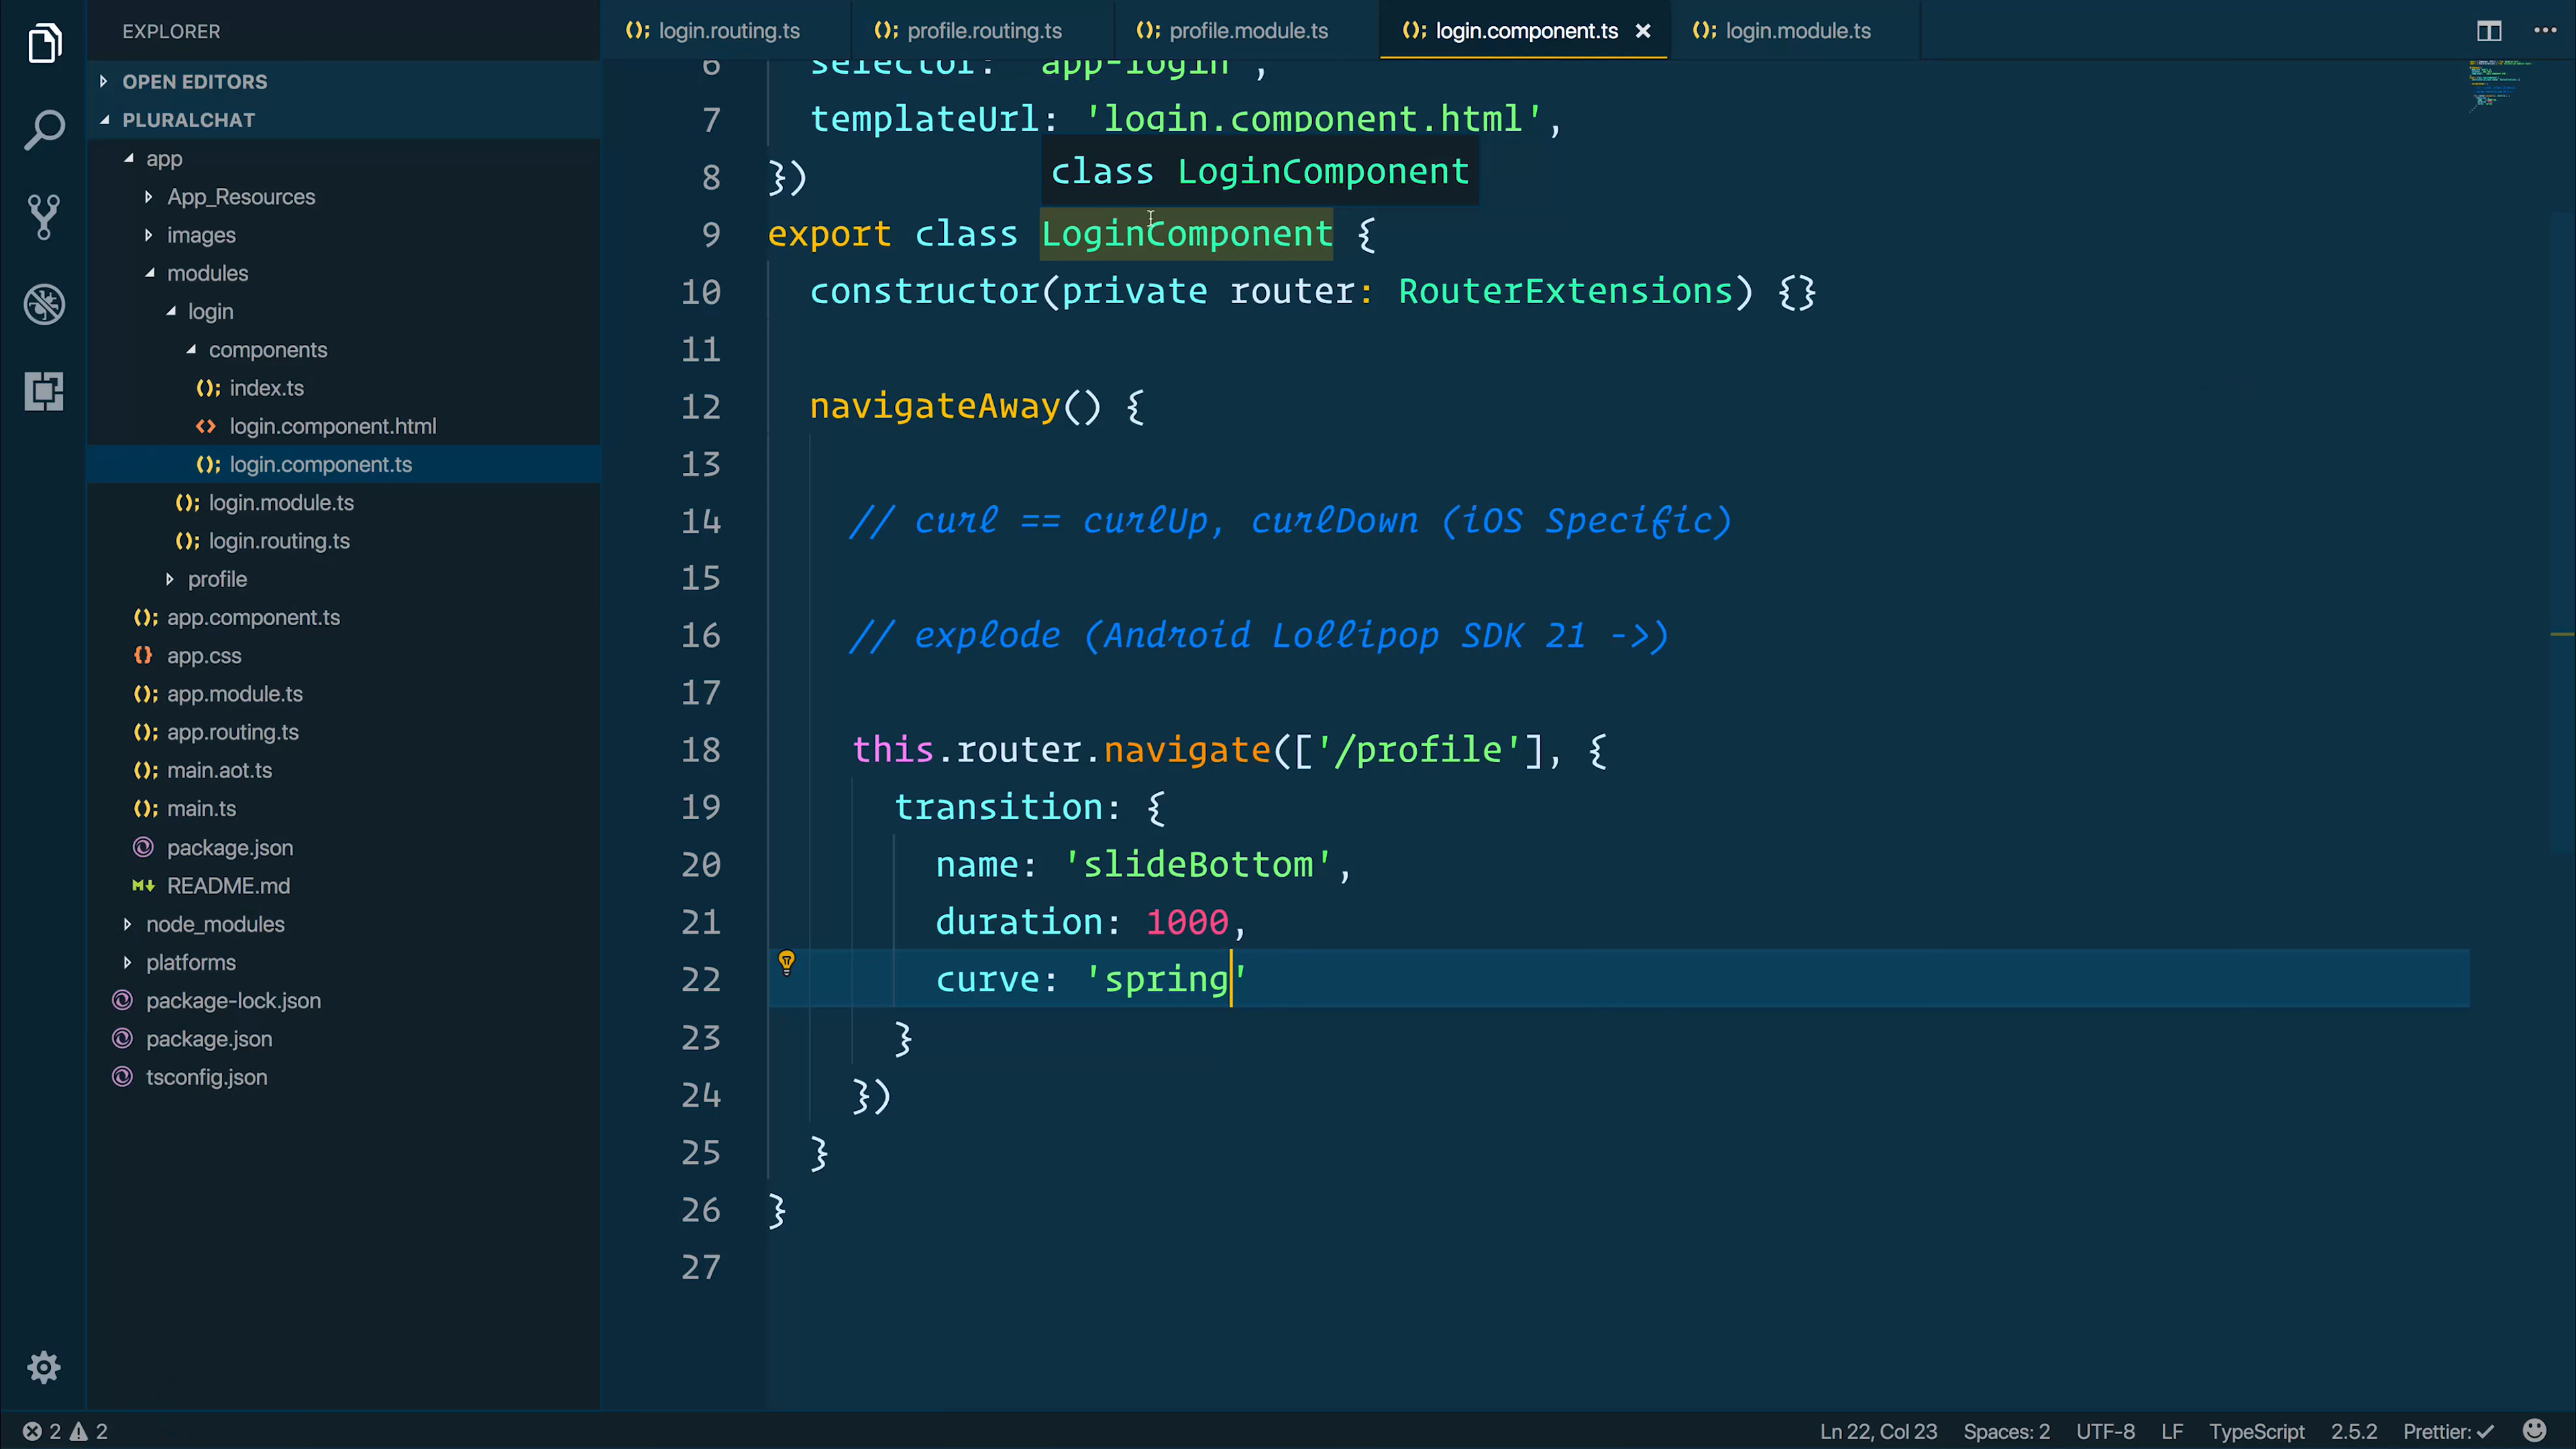 EXPLORER
OPEN EDITORS
PLURALCHAT
app
App_Resources
images
modules
login
components
index.ts
login.component.html
login.component.ts
login.module.ts
login.routing.ts
profile
app.component.ts
app.css
app.module.ts
app.routing.ts
main.aot.ts
main.ts
package.json
README.md
node_modules
platforms
package-lock.json
package.json
tsconfig.json
login.routing.ts profile.routing.ts profile.module.ts login.component.ts login.module.ts
6 selector: 'app-login',
7 templateUrl: 'login.component.html',
class LoginComponent
8 })
9 export class LoginComponent {
10 constructor(private router: RouterExtensions) {}
11
12 navigateAway() {
13
14 // curl == curlUp, curlDown (iOS Specific)
15
16 // explode (Android Lollipop SDK 21 ->)
17
18 this.router.navigate(['/profile'], {
19 transition: {
20 name: 'slideBottom',
21 duration: 1000,
22 curve: 'spring'
23 }
24 })
25 }
26 }
27
2 2 Ln 22, Col 23 Spaces: 2 UTF-8 LF TypeScript 2.5.2 Prettier: ✓